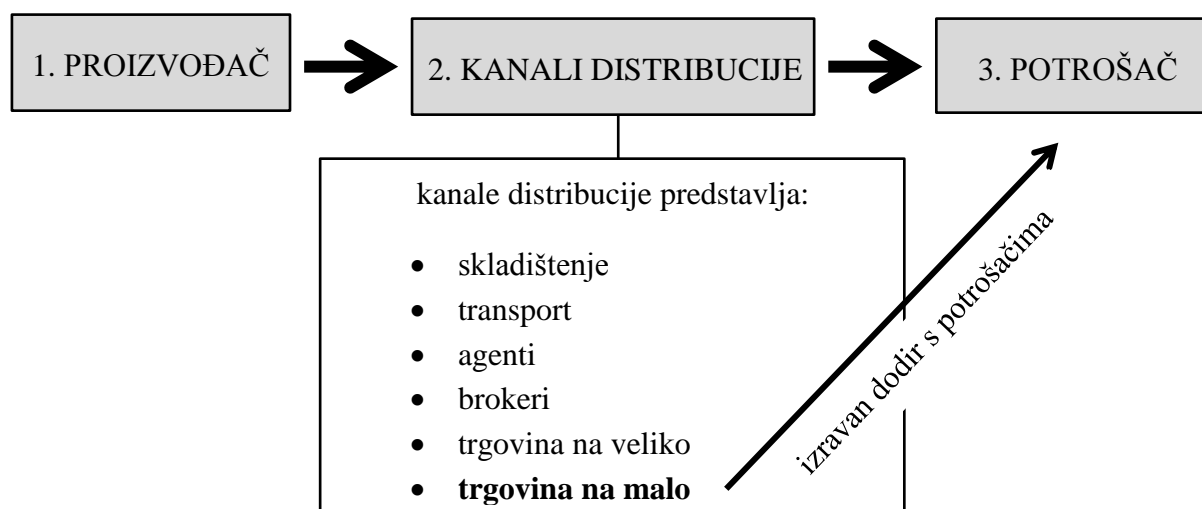 1. PROIZVOĐAČ
2. KANALI DISTRIBUCIJE
3. POTROŠAČ
kanale distribucije predstavlja:
• skladištenje
• transport
• agenti
• brokeri
• trgovina na veliko
• trgovina na malo
izravan dodir s potrošačima